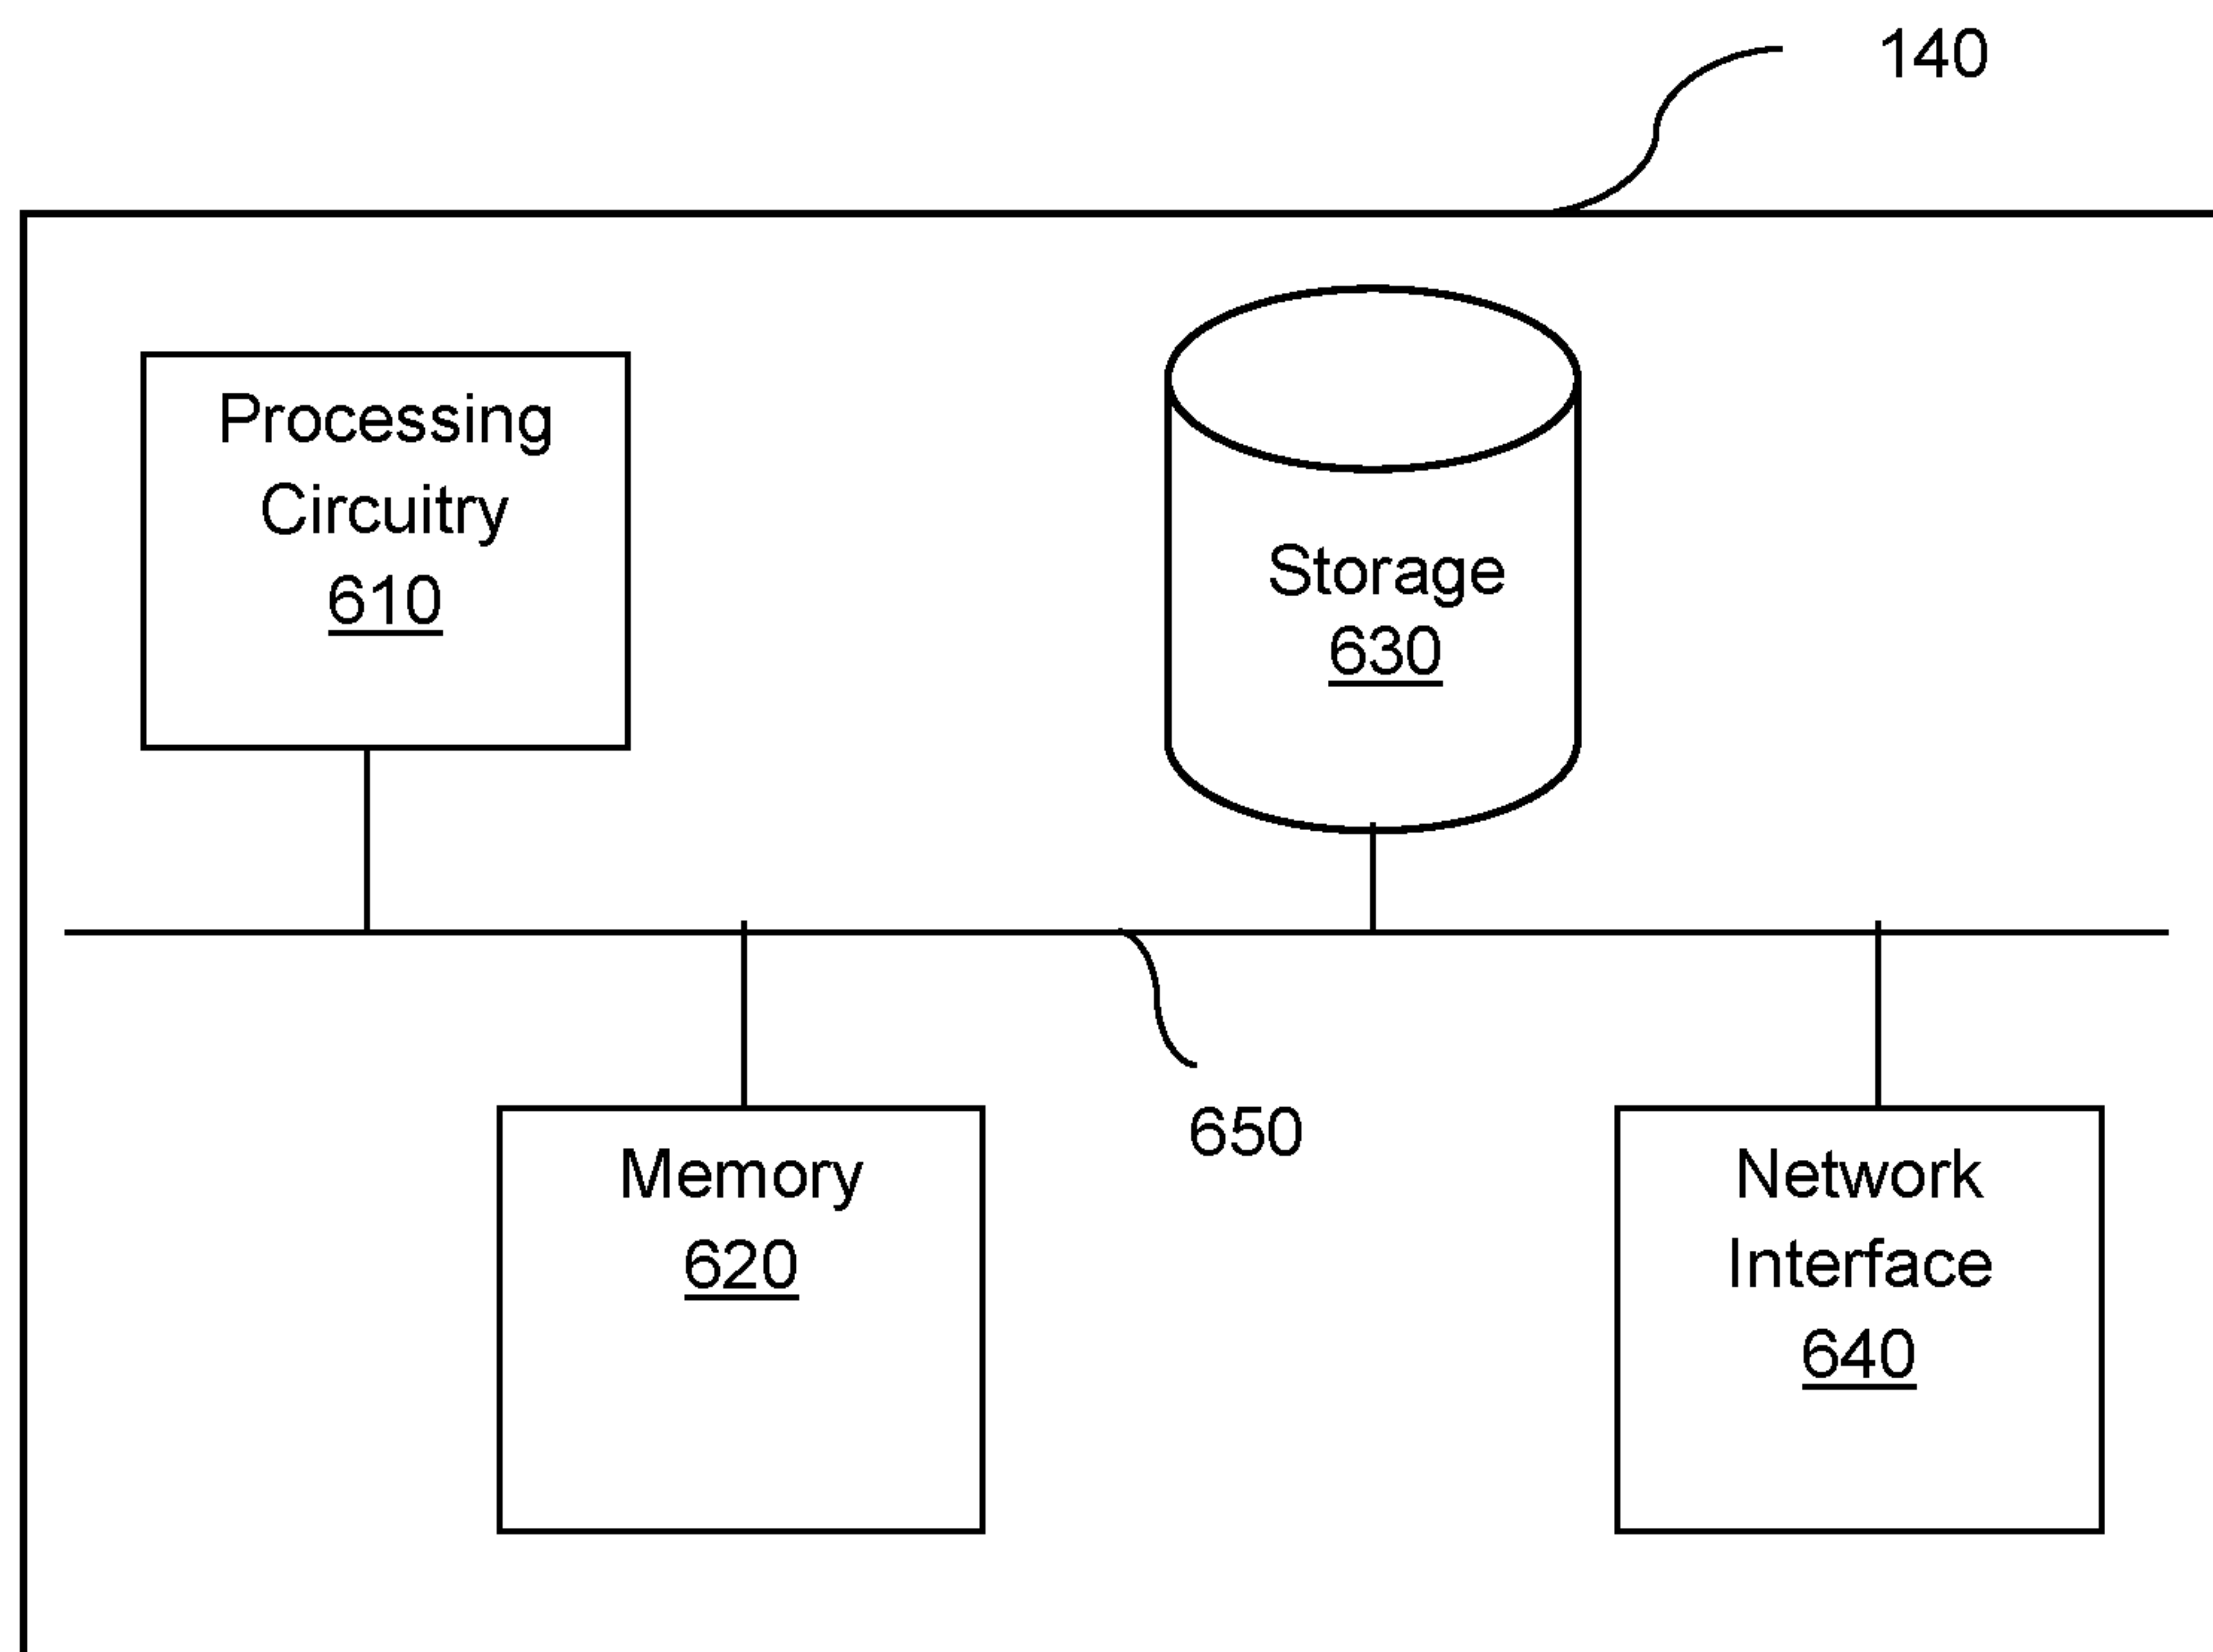 140
Processing
Circuitry
610
Storage
630
650
Memory
620
Network
Interface
640